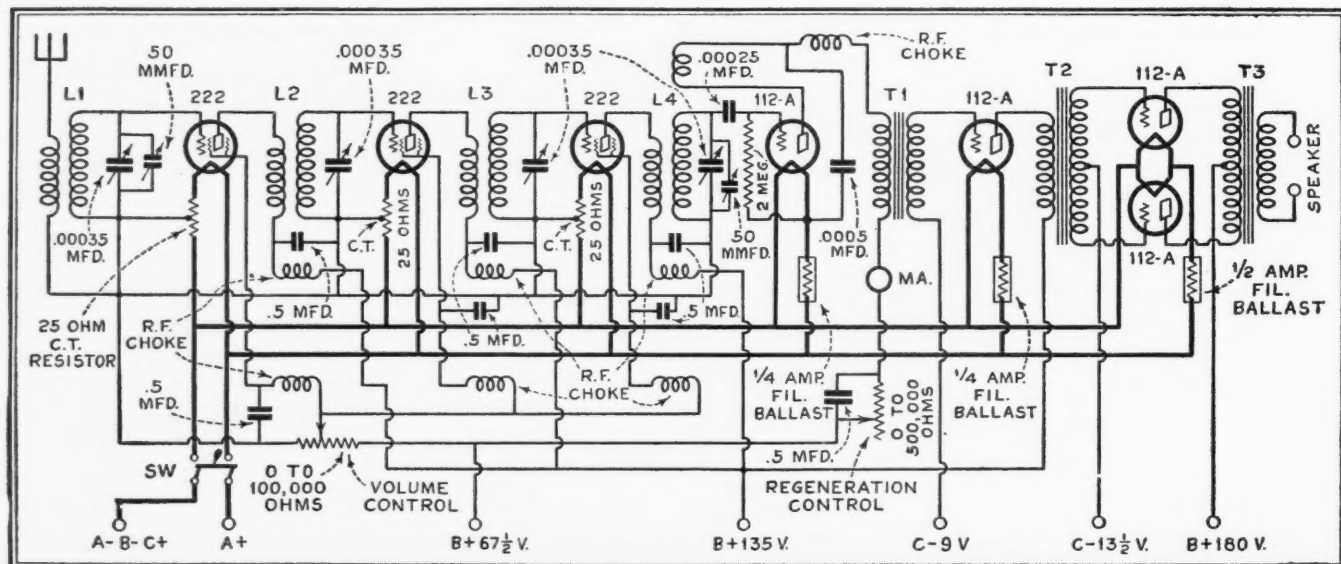 .50
MMFD.
.00035
MFD.
.00035
MFD.
.00025
MFD.
R.F.
CHOKE
L1
222
L2
222
L3
222
L4
112-A
T1
112-A
T2
112-A
T3
2 MEG.
SPEAKER
.00035
MFD.
C.T.
25 OHMS
C.T.
25 OHMS
.50
MMFD.
.0005
MFD.
112-A
MA.
1/2 AMP.
FIL.
BALLAST
25 OHM
C.T.
RESISTOR
R.F.
CHOKE
.5 MFD.
.5 MFD.
.5 MFD.
R.F.
CHOKE
1/4 AMP.
FIL.
BALLAST
1/4 AMP.
FIL.
BALLAST
.5
MFD.
0 TO
500,000
OHMS
.5 MFD.
SW
0 TO
100,000
OHMS
VOLUME
CONTROL
REGENERATION
CONTROL
A-B-C+
A+
B+67 1/2 V.
B+135 V.
C-9 V
C-13 1/2 V.
B+180 V.